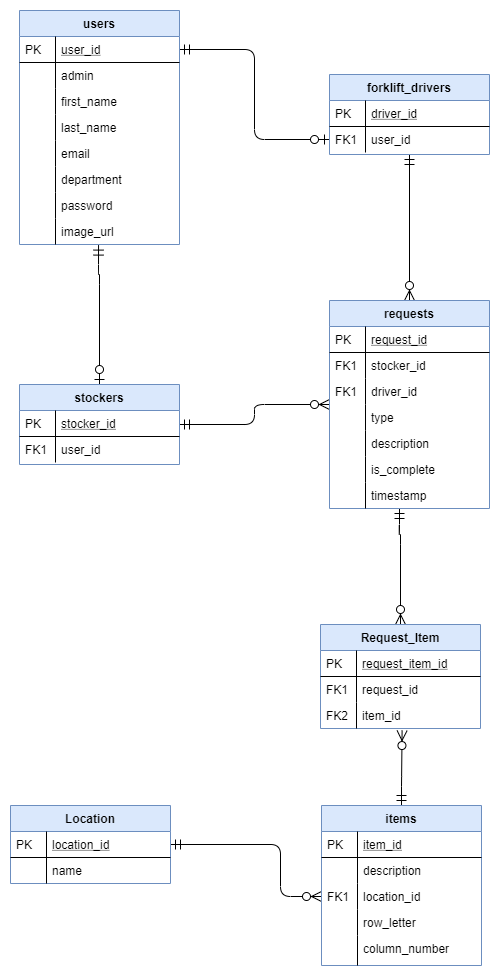 users
PK user_id
admin
first_name
last_name
email
department
password
image_url
forklift_drivers
PK driver_id
FK1 user_id
stockers
PK stocker_id
FK1 user_id
requests
PK request_id
FK1 stocker_id
FK1 driver_id
type
description
is_complete
timestamp
Request_Item
PK request_item_id
FK1 request_id
FK2 item_id
Location
PK location_id
name
items
PK item_id
description
FK1 location_id
row_letter
column_number